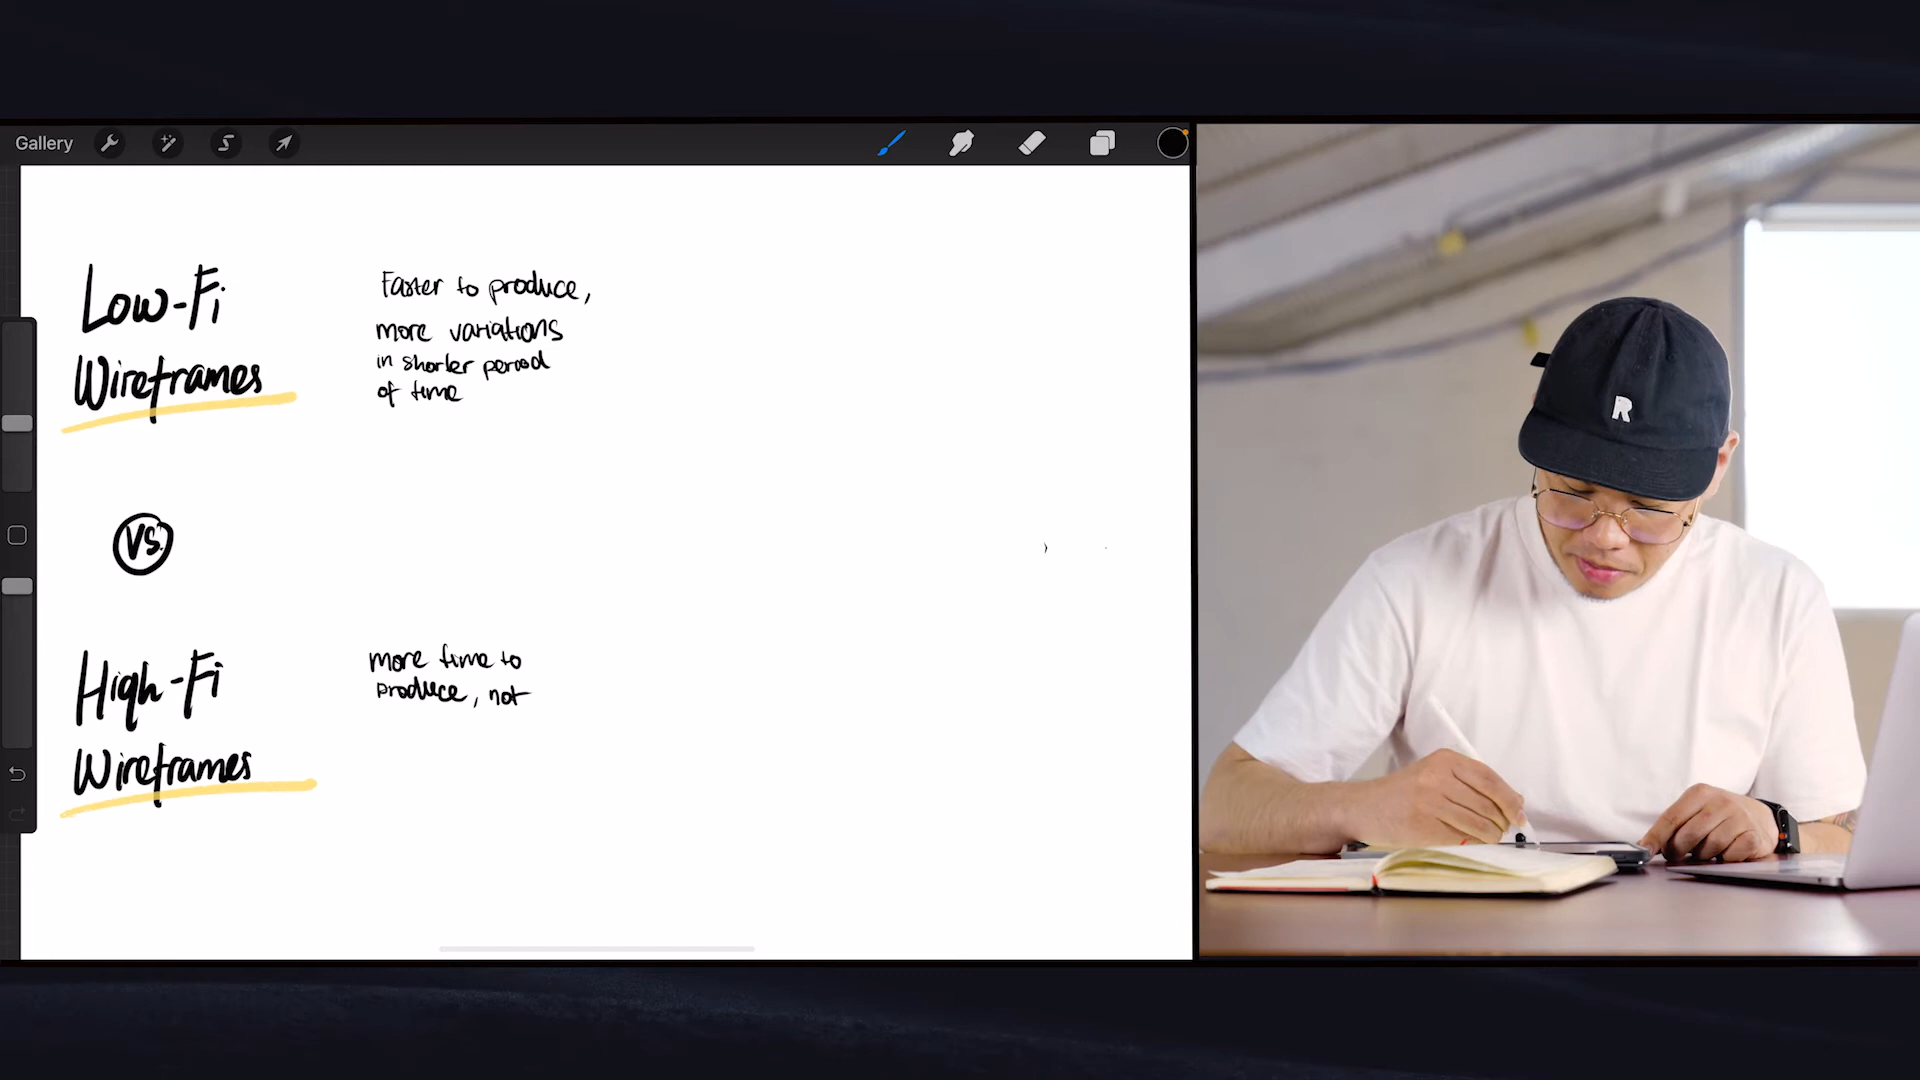 Gallery
Low-Fi
Wireframes
Faster to produce,
more variations
in shorter period
of time
VS.
High-Fi
Wireframes
more time to
produce, not
R